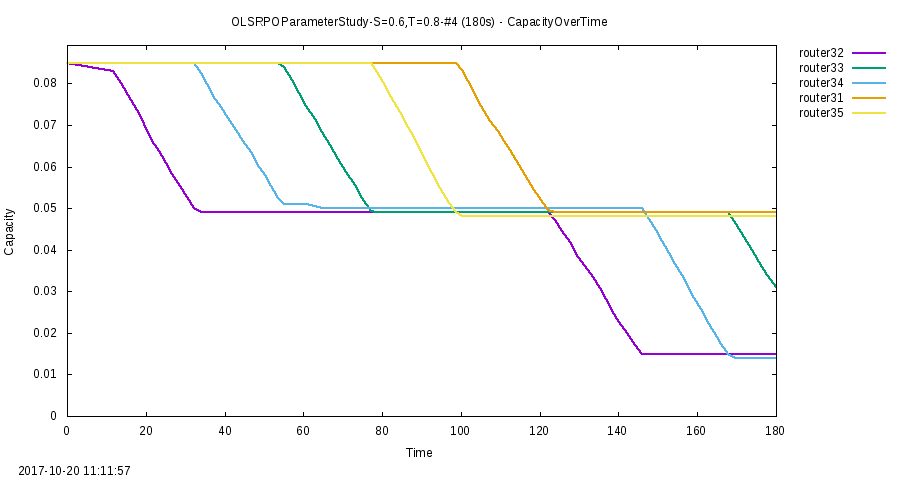 OLSRPOParameterStudy-S=0.6,T=0.8-#4 (180s) - CapacityOverTime
router32
router33
router34
router31
router35
0.08
0.07
0.06
0.05
0.04
0.03
0.02
0.01
0
Capacity
0 20 40 60 80 100 120 140 160 180
Time
2017-10-20 11:11:57